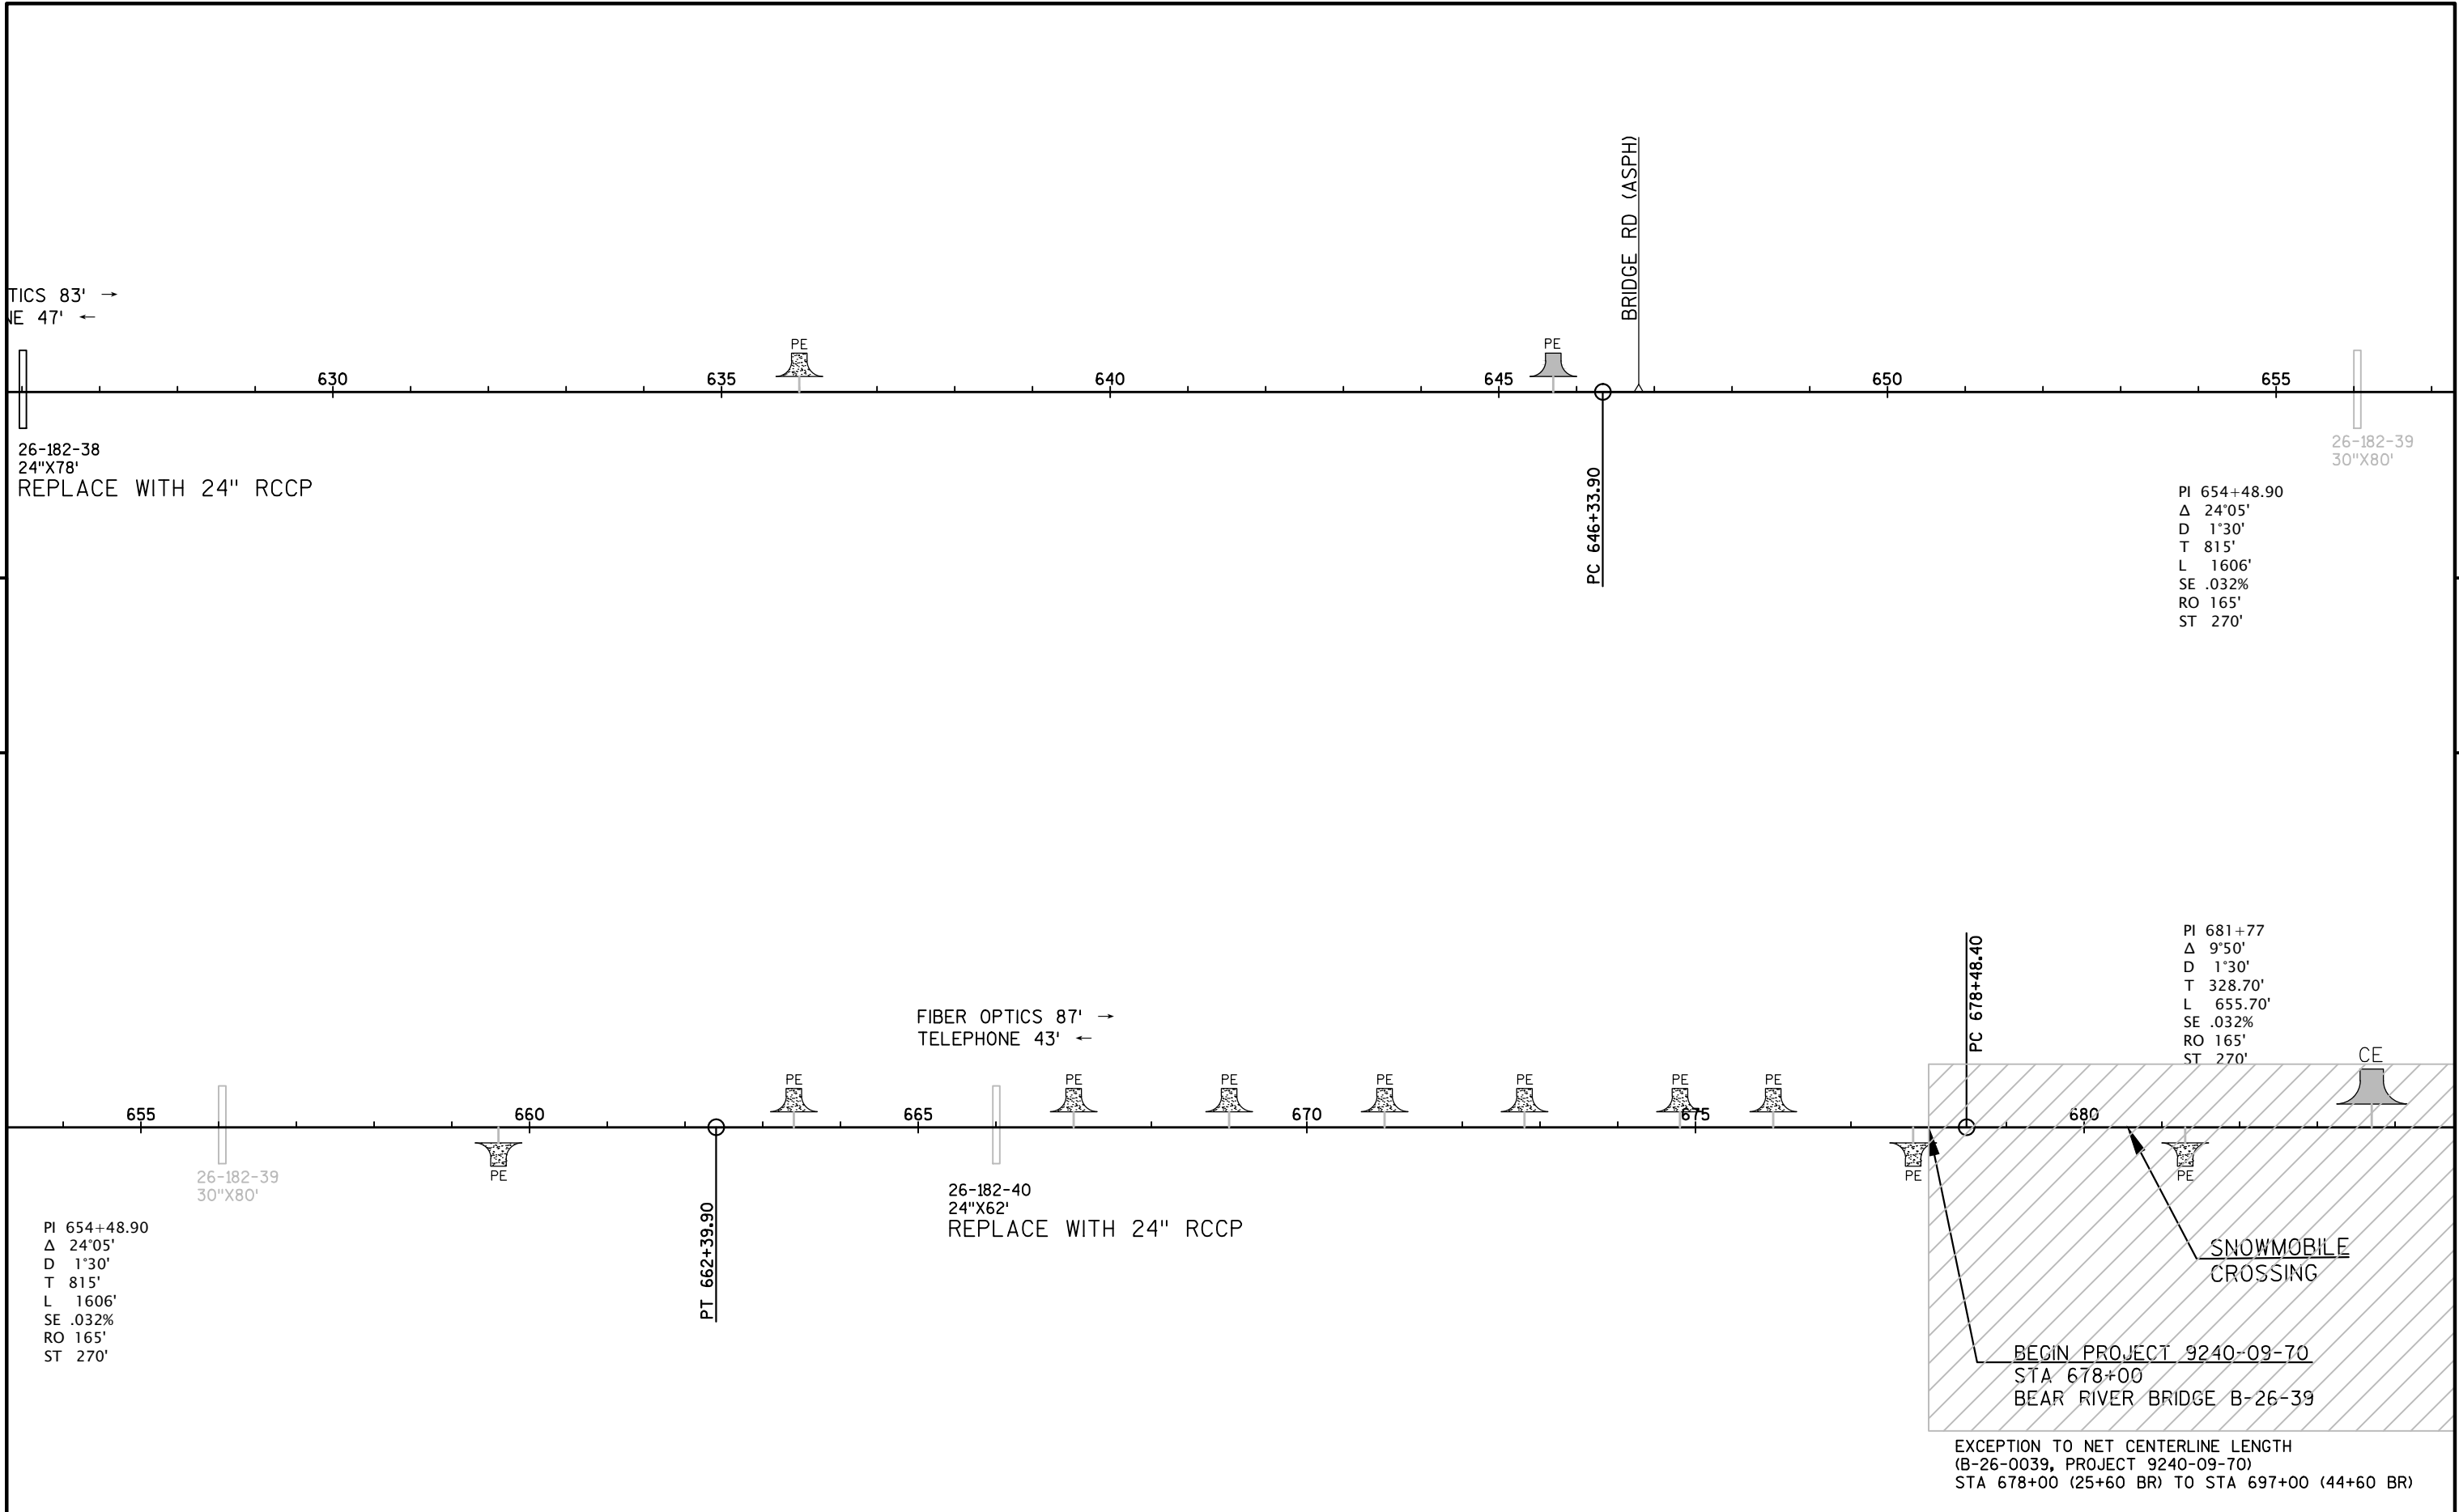 BRIDGE RD (ASPH)
TICS 83' →
NE 47' ←
PE
PE
630
635
640
645
650
655
26-182-38
24"X78'
REPLACE WITH 24" RCCP
PC 646+33.90
26-182-39
30"X80'
PI 654+48.90
Δ 24°05'
D 1°30'
T 815'
L 1606'
SE .032%
RO 165'
ST 270'
PI 681+77
Δ 9°50'
D 1°30'
T 328.70'
L 655.70'
SE .032%
RO 165'
ST 270'
PC 678+48.40
FIBER OPTICS 87' →
TELEPHONE 43' ←
CE
PE
PE
PE
PE
PE
PE
PE
655
660
665
670
675
680
PE
PE
PE
26-182-39
30"X80'
26-182-40
24"X62'
REPLACE WITH 24" RCCP
PT 662+39.90
PI 654+48.90
Δ 24°05'
D 1°30'
T 815'
L 1606'
SE .032%
RO 165'
ST 270'
SNOWMOBILE
CROSSING
BEGIN PROJECT 9240-09-70
STA 678+00
BEAR RIVER BRIDGE B-26-39
EXCEPTION TO NET CENTERLINE LENGTH
(B-26-0039, PROJECT 9240-09-70)
STA 678+00 (25+60 BR) TO STA 697+00 (44+60 BR)